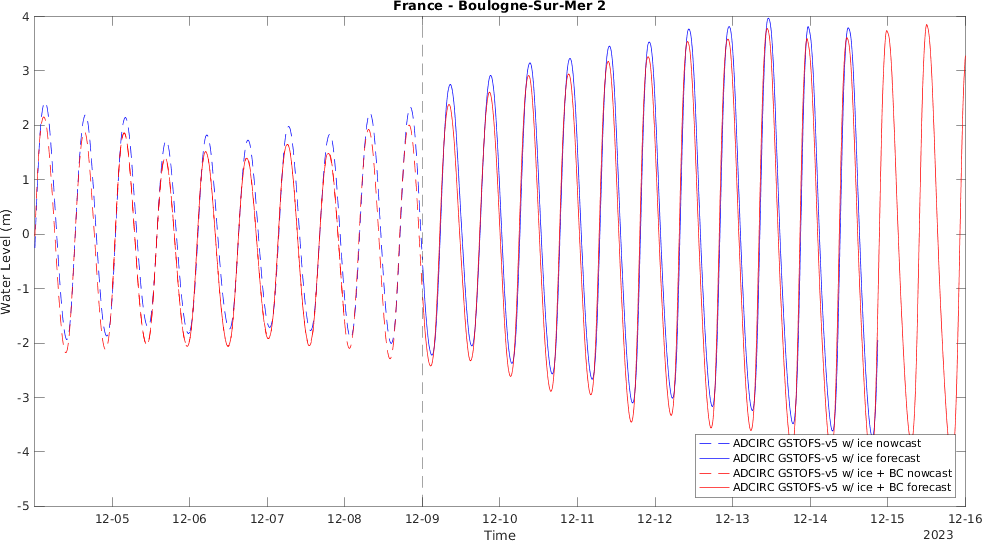 France - Boulogne-Sur-Mer 2
4
3
2
1
0
-1
-2
-3
-4
-5
Water Level (m)
ADCIRC GSTOFS-v5 w/ ice nowcast
ADCIRC GSTOFS-v5 w/ ice forecast
ADCIRC GSTOFS-v5 w/ ice + BC nowcast
ADCIRC GSTOFS-v5 w/ ice + BC forecast
12-05 12-06 12-07 12-08 12-09 12-10 12-11 12-12 12-13 12-14 12-15 12-16
Time
2023